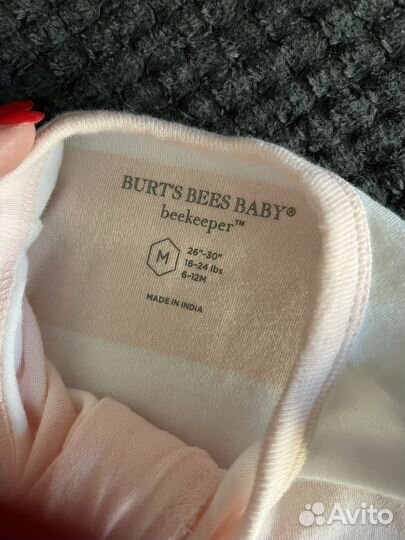 BURT'S BEES BABY®
beekeeper™
M
26"-30"
16-24 lbs
6-12M
MADE IN INDIA
Avito